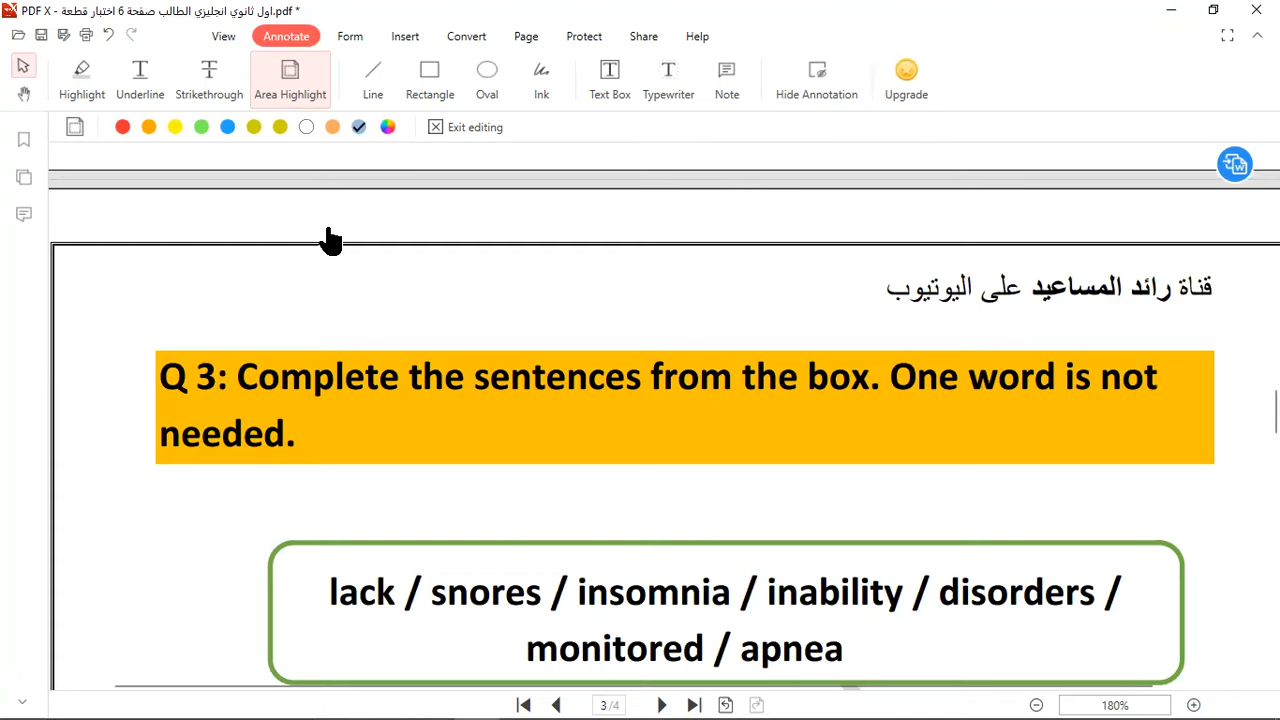 PDF X - اول ثانوي انجليزي الطالب صفحة 6 اختبار قطعة.pdf *
View Annotate Form Insert Convert Page Protect Share Help
Highlight Underline Strikethrough Area Highlight Line Rectangle Oval Ink Text Box Typewriter Note Hide Annotation Upgrade
Exit editing
قناة رائد المساعيد على اليوتيوب
Q 3: Complete the sentences from the box. One word is not
needed.
lack / snores / insomnia / inability / disorders /
monitored / apnea
3 /4
180%